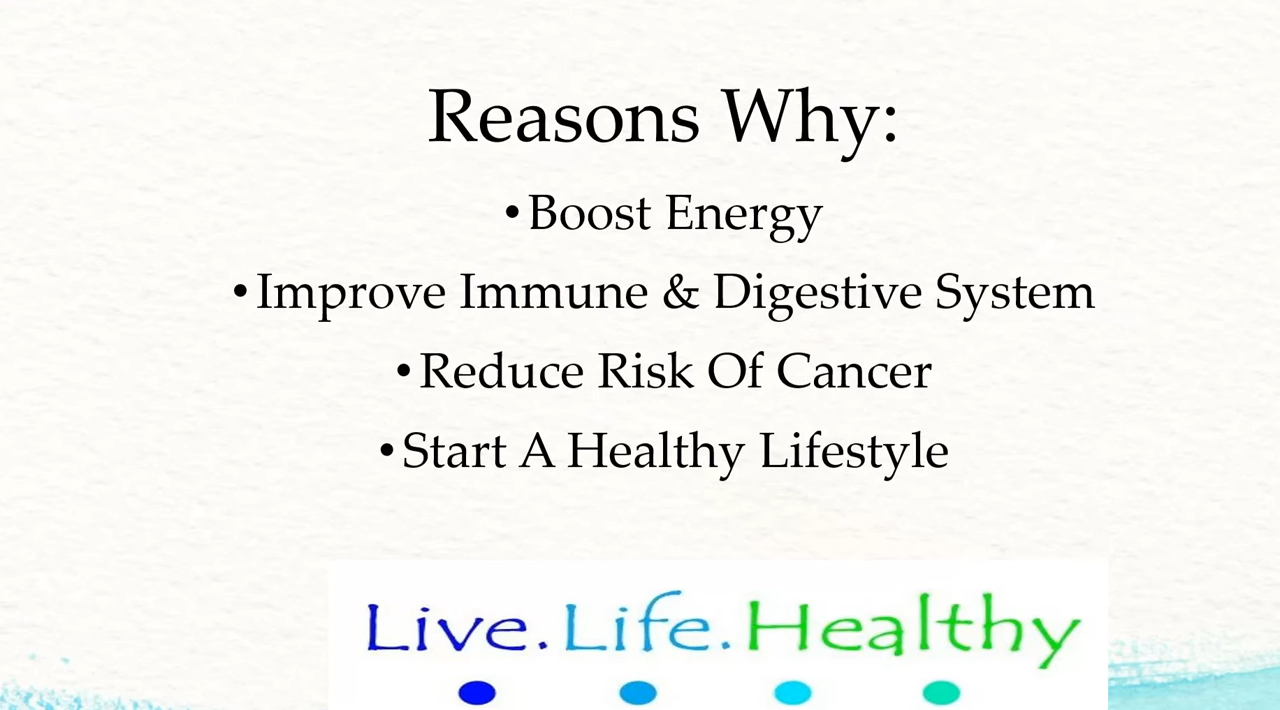 Reasons Why:
•Boost Energy
•Improve Immune & Digestive System
•Reduce Risk Of Cancer
•Start A Healthy Lifestyle
Live.Life.Healthy